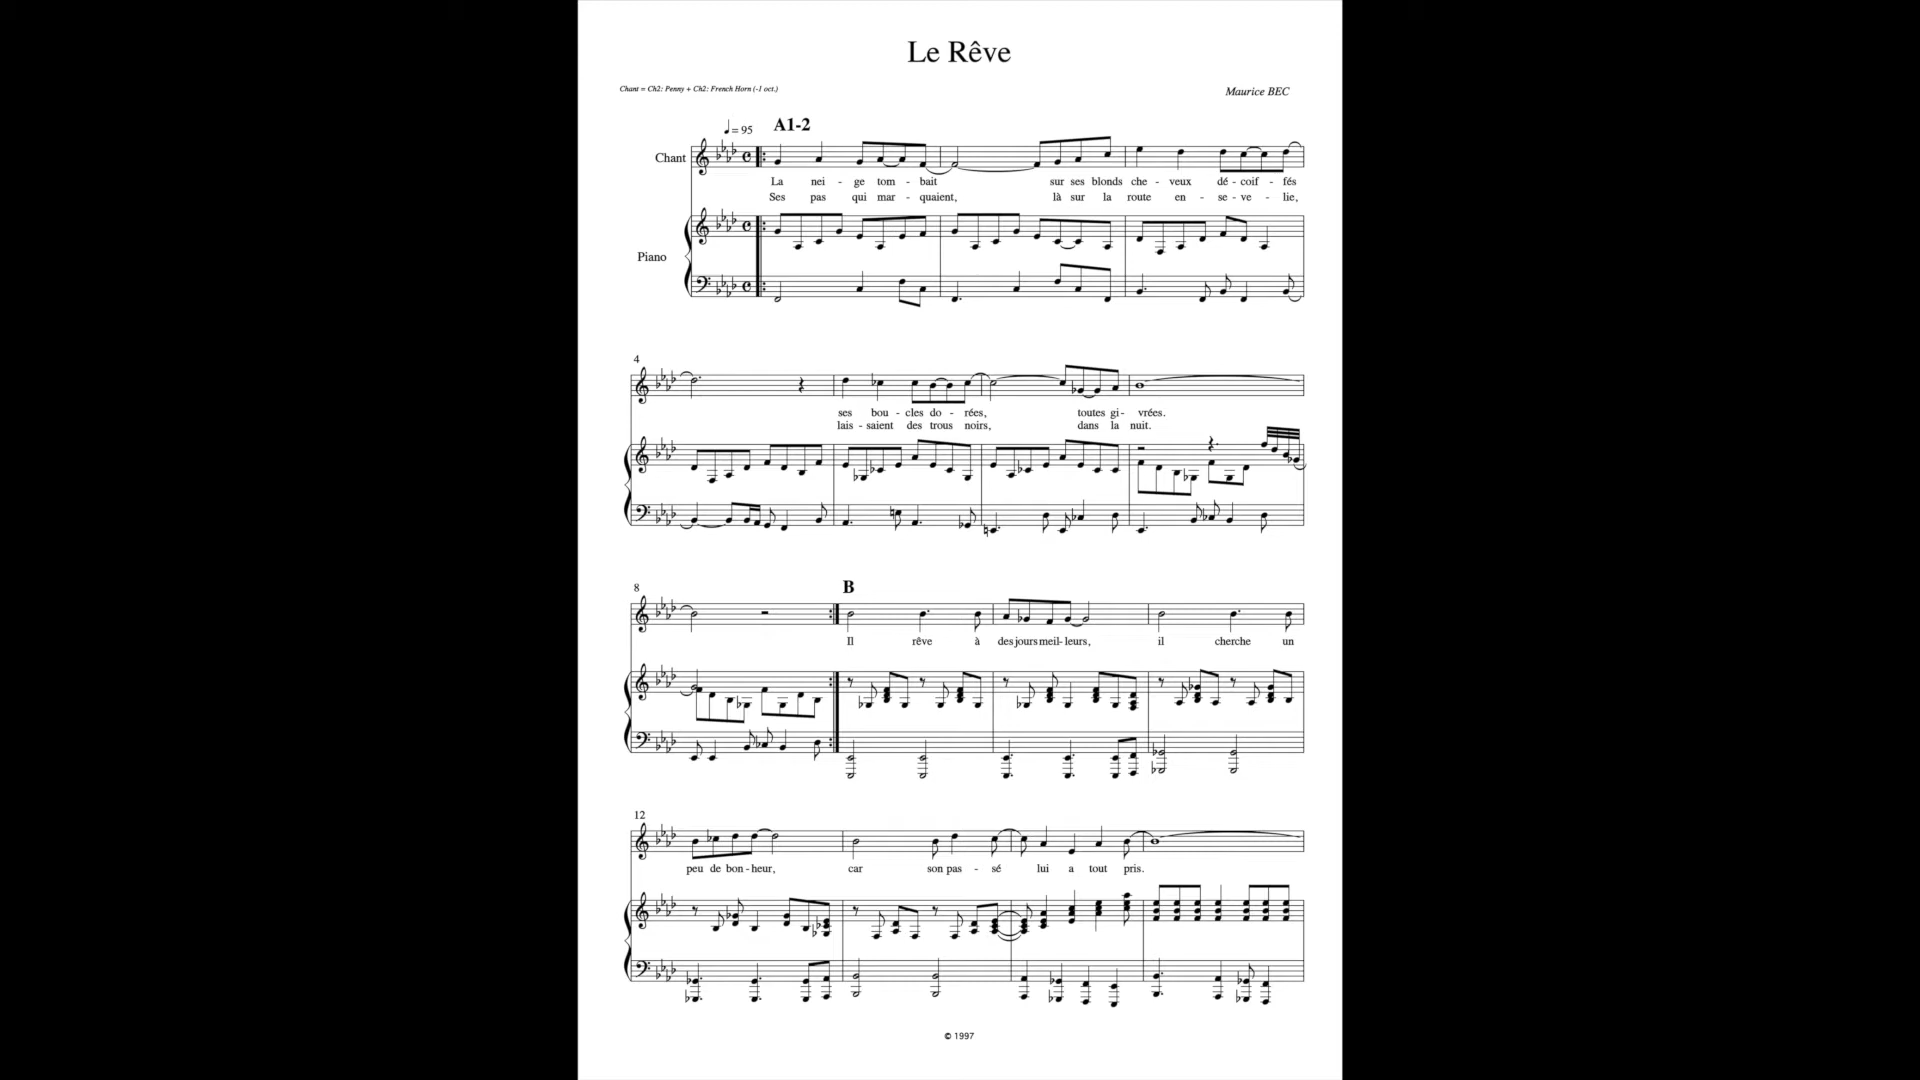 Le Rêve
Chant = Ch2: Penny + Ch2: French Horn (-1 oct.)
Maurice BEC
= 95
A1-2
Chant
La nei - ge tom - bait sur ses blonds che - veux dé - coif - fés
Ses pas qui mar - quaient, là sur la route en - se - ve - lie,
Piano
4
ses bou - cles do - rées, toutes gi - vrées.
lais - saient des trous noirs, dans la nuit.
8
B
Il rêve à des jours meil - leurs, il cherche un
12
peu de bon - heur, car son pas - sé lui a tout pris.
© 1997